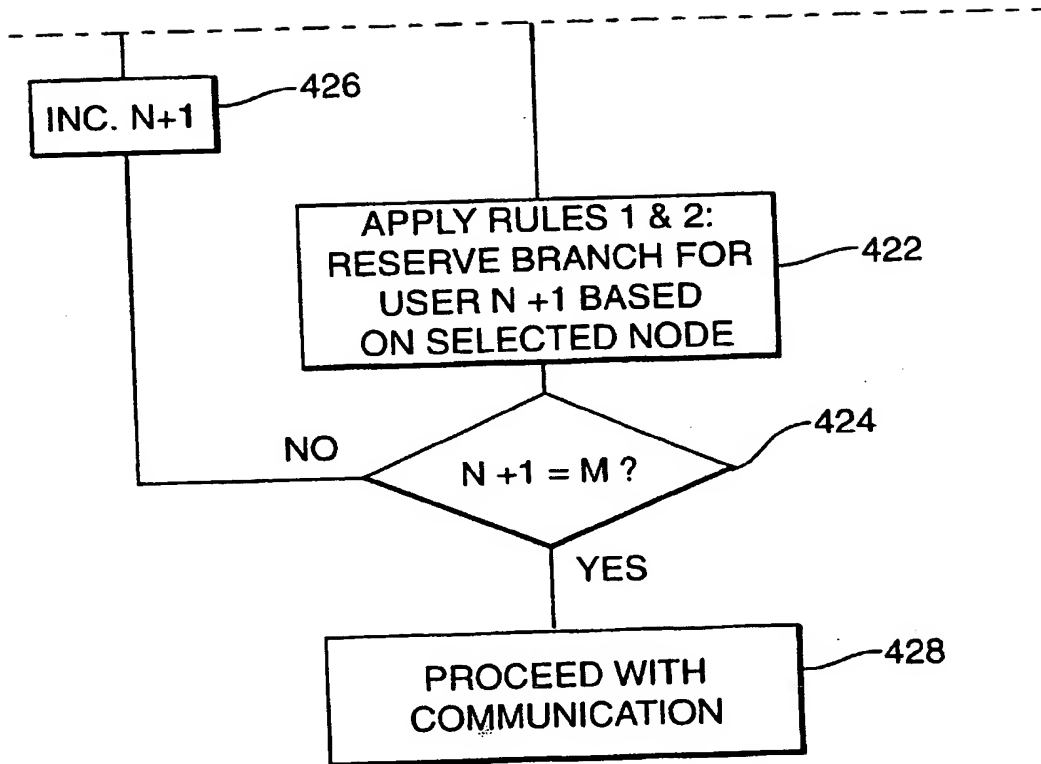 INC. N+1
426
APPLY RULES 1 & 2:
RESERVE BRANCH FOR
USER N +1 BASED
ON SELECTED NODE
422
NO
N +1 = M ?
424
YES
PROCEED WITH
COMMUNICATION
428